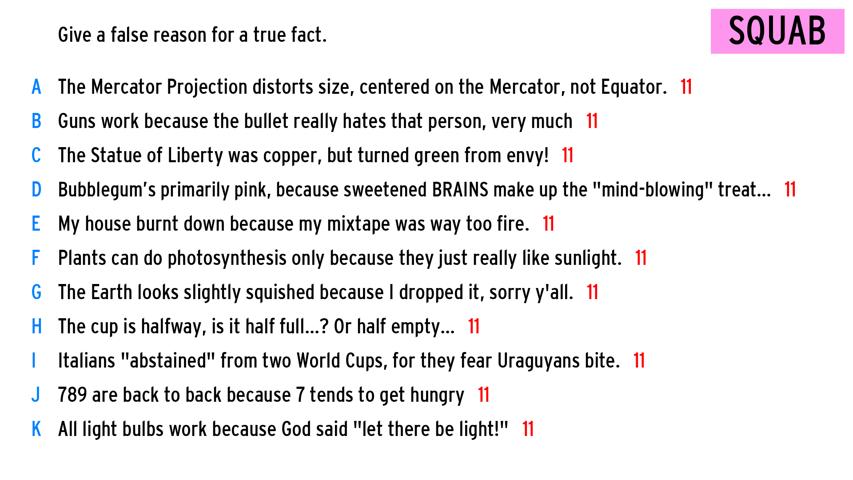 Give a false reason for a true fact.
SQUAB
A The Mercator Projection distorts size, centered on the Mercator, not Equator. 11
B Guns work because the bullet really hates that person, very much 11
C The Statue of Liberty was copper, but turned green from envy! 11
D Bubblegum's primarily pink, because sweetened BRAINS make up the "mind-blowing" treat... 11
E My house burnt down because my mixtape was way too fire. 11
F Plants can do photosynthesis only because they just really like sunlight. 11
G The Earth looks slightly squished because I dropped it, sorry y'all. 11
H The cup is halfway, is it half full...? Or half empty... 11
I Italians "abstained" from two World Cups, for they fear Uraguyans bite. 11
J 789 are back to back because 7 tends to get hungry 11
K All light bulbs work because God said "let there be light!" 11